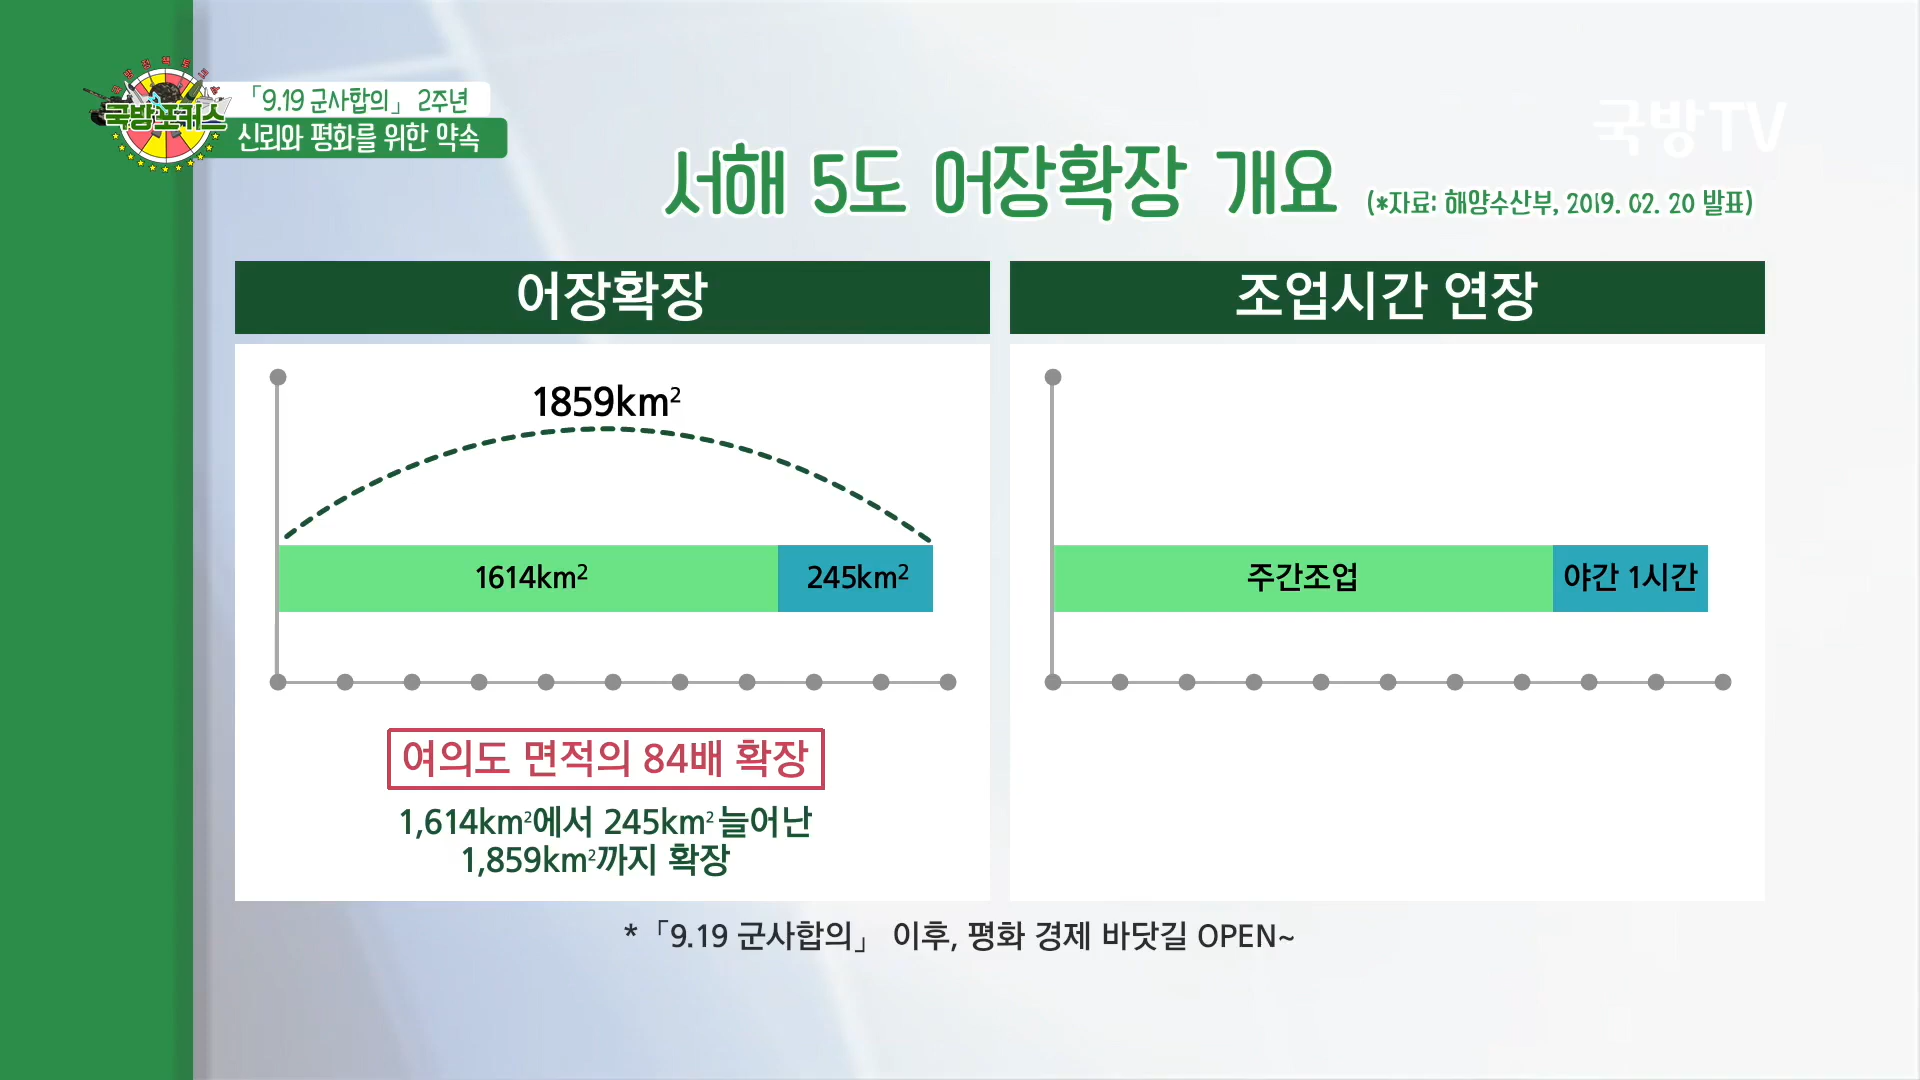 「9.19 군사합의」 2주년
국방포커스
신뢰와 평화를 위한 약속
국방TV
서해 5도 어장확장 개요 (*자료: 해양수산부, 2019. 02. 20 발표)
어장확장
1859km²
1614km² 245km²
여의도 면적의 84배 확장
1,614km²에서 245km² 늘어난
1,859km²까지 확장
조업시간 연장
주간조업 야간 1시간
*「9.19 군사합의」 이후, 평화 경제 바닷길 OPEN~